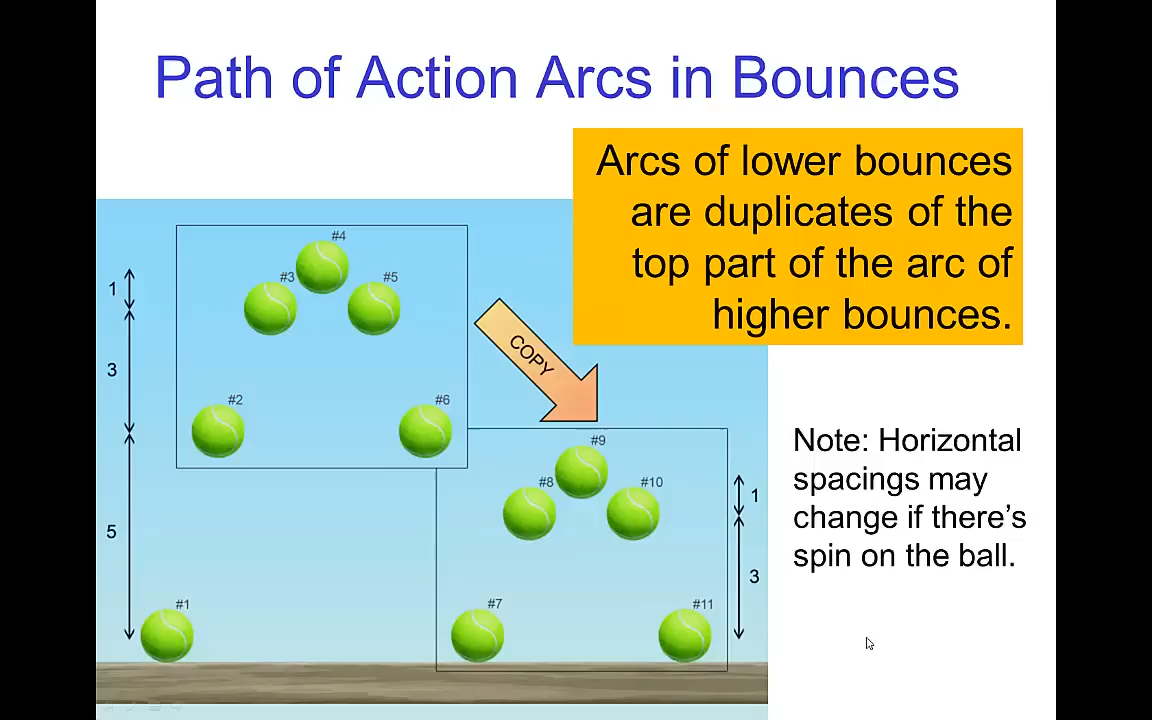 Path of Action Arcs in Bounces
Arcs of lower bounces
are duplicates of the
top part of the arc of
higher bounces.
#4
#3
#5
1
3
COPY
#2
#6
Note: Horizontal
spacings may
change if there's
spin on the ball.
#9
#8
#10
1
5
3
#1
#7
#11